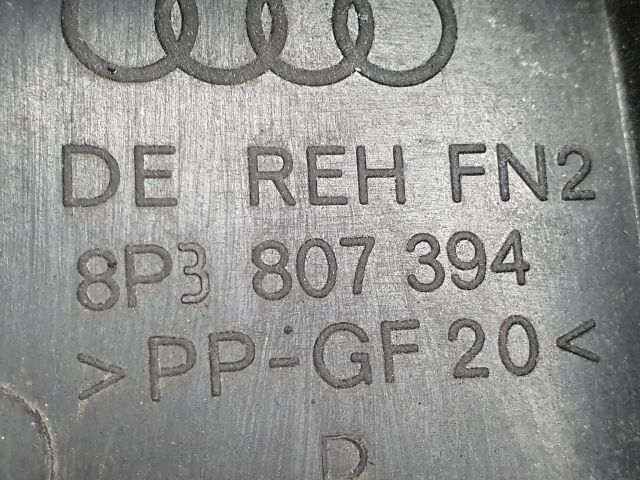 DE REH FN2
8P3 807 394
>PP-GF 20<
D